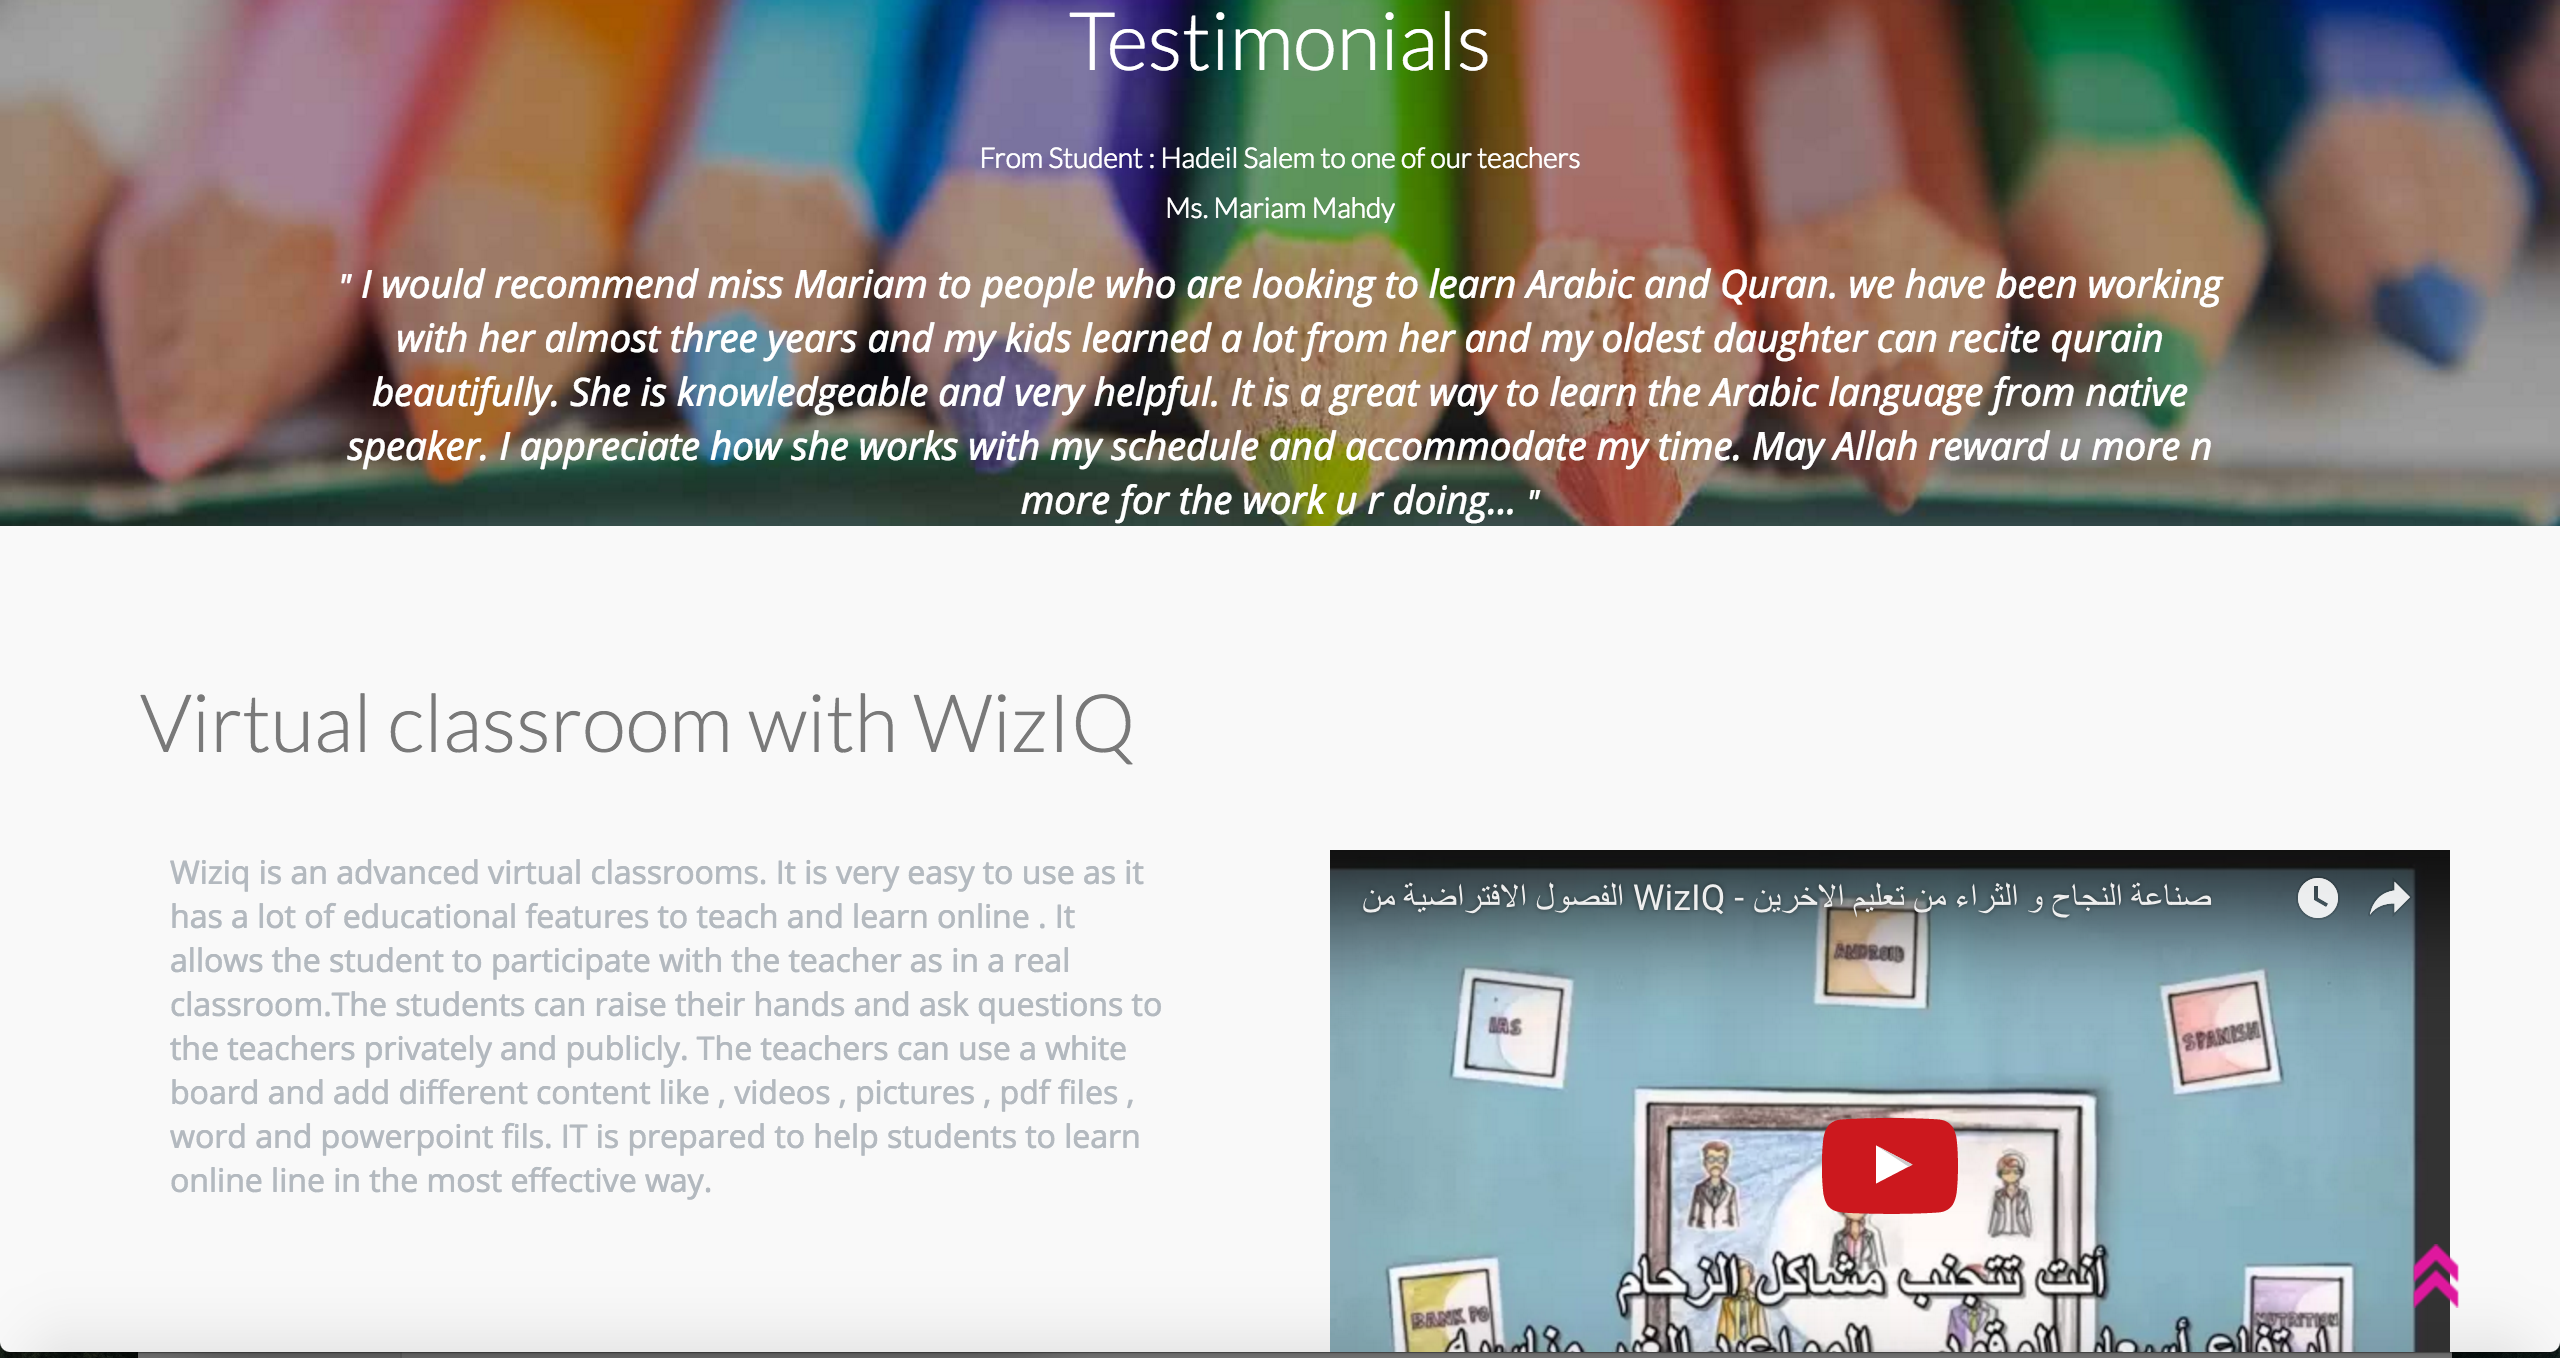 Testimonials
From Student : Hadeil Salem to one of our teachers
Ms. Mariam Mahdy
" I would recommend miss Mariam to people who are looking to learn Arabic and Quran. we have been working
with her almost three years and my kids learned a lot from her and my oldest daughter can recite qurain
beautifully. She is knowledgeable and very helpful. It is a great way to learn the Arabic language from native
speaker. I appreciate how she works with my schedule and accommodate my time. May Allah reward u more n
more for the work u r doing... "
Virtual classroom with WizIQ
Wiziq is an advanced virtual classrooms. It is very easy to use as it
has a lot of educational features to teach and learn online . It
allows the student to participate with the teacher as in a real
classroom.The students can raise their hands and ask questions to
the teachers privately and publicly. The teachers can use a white
board and add different content like , videos , pictures , pdf files ,
word and powerpoint fils. IT is prepared to help students to learn
online line in the most effective way.
الفصول الافتراضية من WizIQ - صناعة النجاح و الثراء من تعليم الاخرين
ANDROID
IAS
SPANISH
أنت تتجنب مشاكل الزحام
BANK PO
NUTRITION